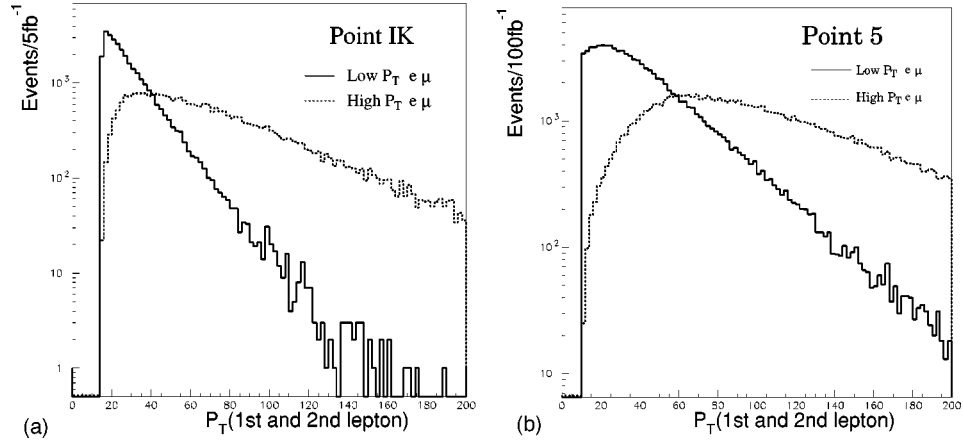 Events/5fb⁻¹
Point IK
Low P_T e μ
High P_T e μ
10³
10²
10
1
0 20 40 60 80 100 120 140 160 180 200
P_T(1st and 2nd lepton)
(a)
Events/100fb⁻¹
Point 5
Low P_T e μ
High P_T e μ
10³
10²
10
0 20 40 60 80 100 120 140 160 180 200
P_T(1st and 2nd lepton)
(b)